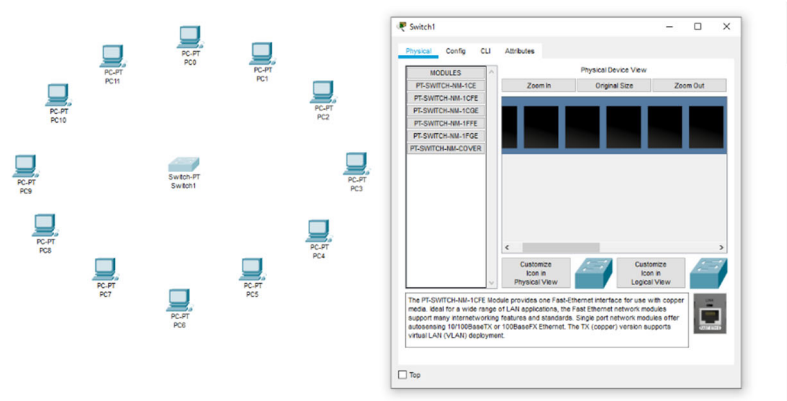 PC-PT
PC0
PC-PT
PC1
PC-PT
PC2
PC-PT
PC3
PC-PT
PC4
PC-PT
PC5
PC-PT
PC6
PC-PT
PC7
PC-PT
PC8
PC-PT
PC9
PC-PT
PC10
PC-PT
PC11
Switch-PT
Switch1
Switch1
Physical Config CLI Attributes
MODULES
PT-SWITCH-NM-1CE
PT-SWITCH-NM-1CFE
PT-SWITCH-NM-1CGE
PT-SWITCH-NM-1FFE
PT-SWITCH-NM-1FGE
PT-SWITCH-NM-COVER
Physical Device View
Zoom In Original Size Zoom Out
Customize
Icon in
Physical View
Customize
Icon in
Logical View
The PT-SWITCH-NM-1CFE Module provides one Fast-Ethernet interface for use with copper
media. Ideal for a wide range of LAN applications, the Fast Ethernet network modules
support many internetworking features and standards. Single port network modules offer
autosensing 10/100BaseTX or 100BaseFX Ethernet. The TX (copper) version supports
virtual LAN (VLAN) deployment.
Top